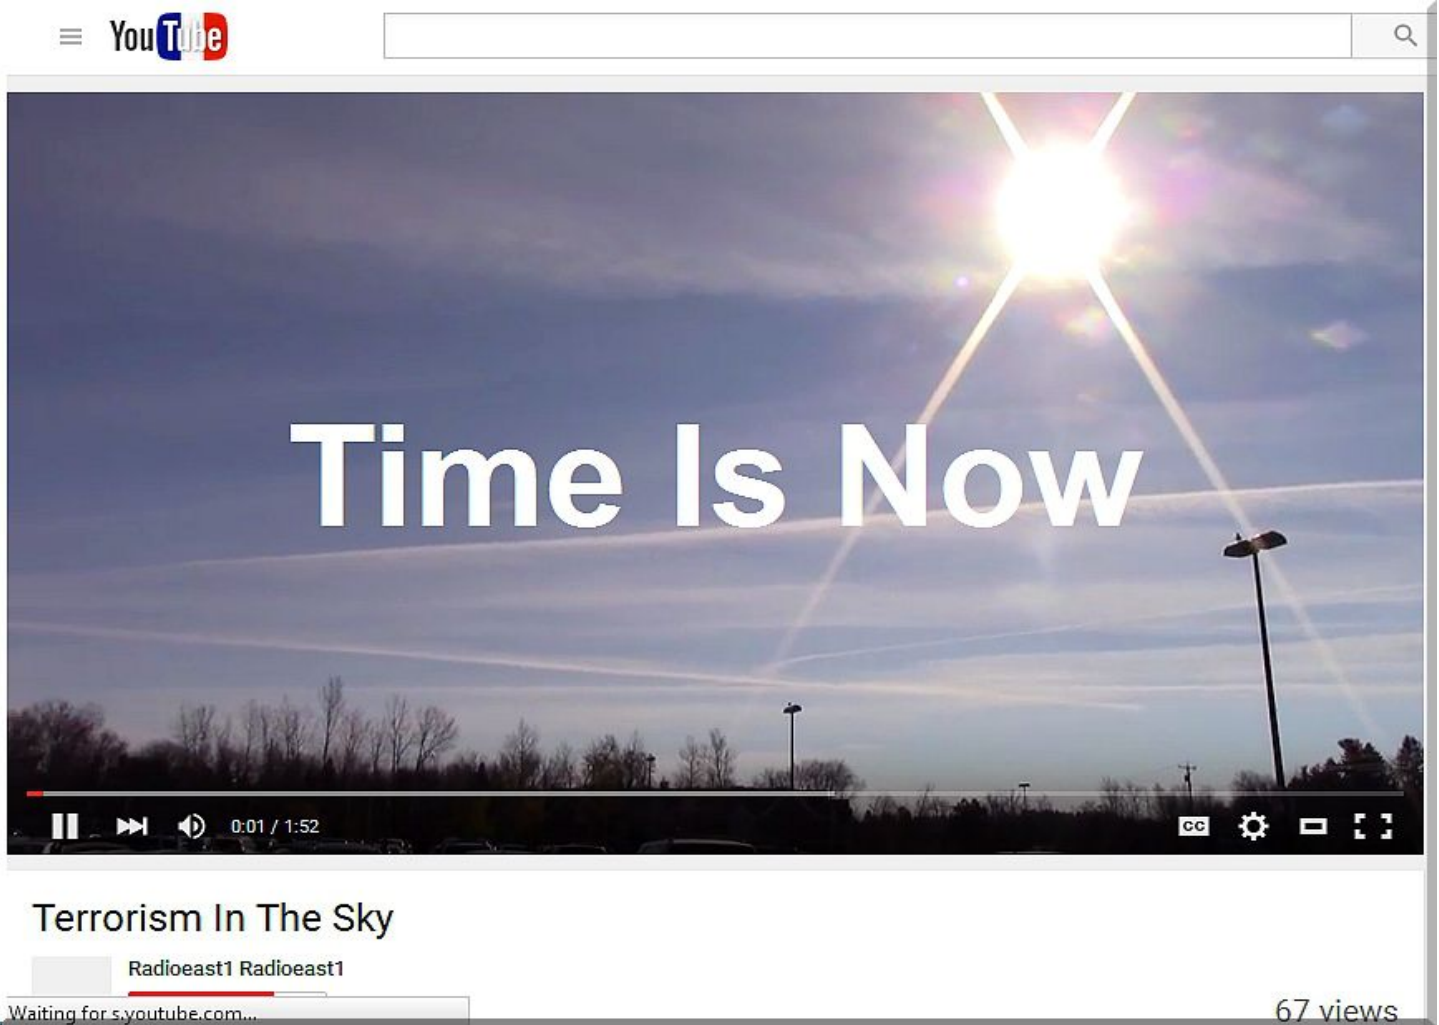 YouTube
Time Is Now
0:01 / 1:52
CC
Terrorism In The Sky
Radioeast1 Radioeast1
Waiting for s.youtube.com...
67 views